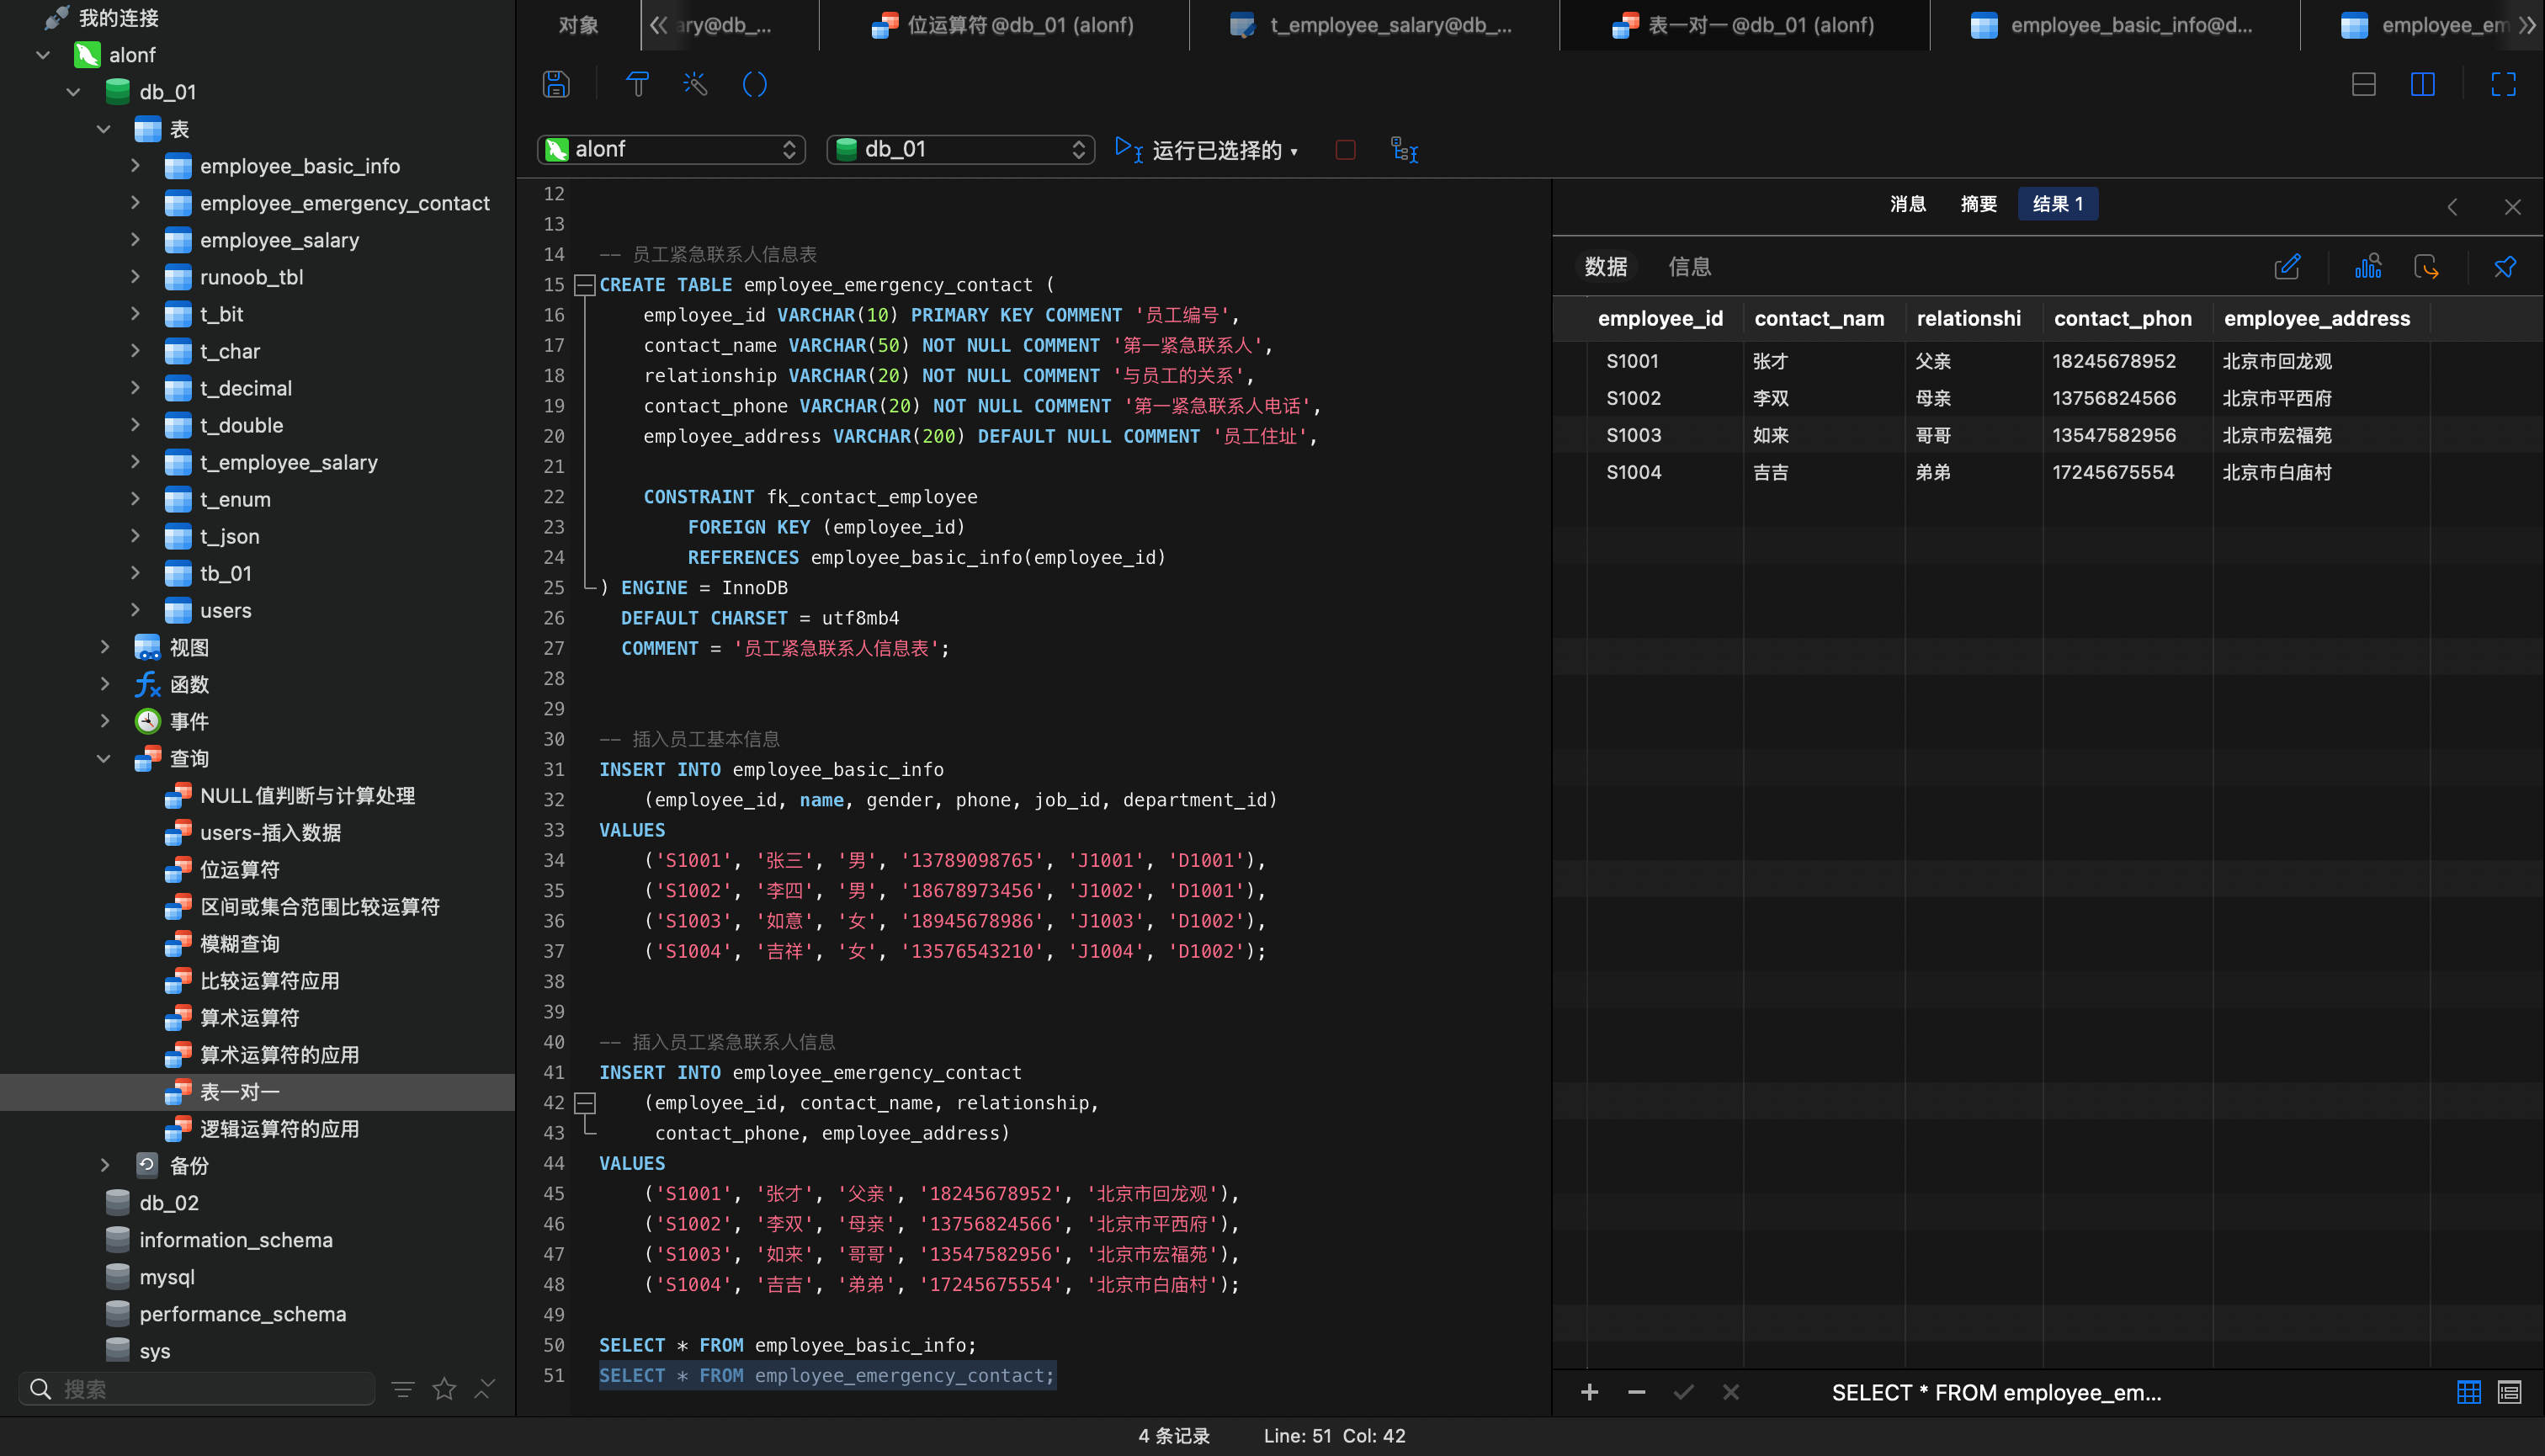 我的连接
alonf
db_01
表
employee_basic_info
employee_emergency_contact
employee_salary
runoob_tbl
t_bit
t_char
t_decimal
t_double
t_employee_salary
t_enum
t_json
tb_01
users
视图
函数
事件
查询
NULL值判断与计算处理
users-插入数据
位运算符
区间或集合范围比较运算符
模糊查询
比较运算符应用
算术运算符
算术运算符的应用
表一对一
逻辑运算符的应用
备份
db_02
information_schema
mysql
performance_schema
sys
搜索
对象
ary@db_...
位运算符@db_01 (alonf)
t_employee_salary@db_...
表一对一@db_01 (alonf)
employee_basic_info@d...
employee_em
alonf
db_01
运行已选择的
12
13
14 -- 员工紧急联系人信息表
15 CREATE TABLE employee_emergency_contact (
16 employee_id VARCHAR(10) PRIMARY KEY COMMENT '员工编号',
17 contact_name VARCHAR(50) NOT NULL COMMENT '第一紧急联系人',
18 relationship VARCHAR(20) NOT NULL COMMENT '与员工的关系',
19 contact_phone VARCHAR(20) NOT NULL COMMENT '第一紧急联系人电话',
20 employee_address VARCHAR(200) DEFAULT NULL COMMENT '员工住址',
21
22 CONSTRAINT fk_contact_employee
23 FOREIGN KEY (employee_id)
24 REFERENCES employee_basic_info(employee_id)
25 ) ENGINE = InnoDB
26 DEFAULT CHARSET = utf8mb4
27 COMMENT = '员工紧急联系人信息表';
28
29
30 -- 插入员工基本信息
31 INSERT INTO employee_basic_info
32 (employee_id, name, gender, phone, job_id, department_id)
33 VALUES
34 ('S1001', '张三', '男', '13789098765', 'J1001', 'D1001'),
35 ('S1002', '李四', '男', '18678973456', 'J1002', 'D1001'),
36 ('S1003', '如意', '女', '18945678986', 'J1003', 'D1002'),
37 ('S1004', '吉祥', '女', '13576543210', 'J1004', 'D1002');
38
39
40 -- 插入员工紧急联系人信息
41 INSERT INTO employee_emergency_contact
42 (employee_id, contact_name, relationship,
43 contact_phone, employee_address)
44 VALUES
45 ('S1001', '张才', '父亲', '18245678952', '北京市回龙观'),
46 ('S1002', '李双', '母亲', '13756824566', '北京市平西府'),
47 ('S1003', '如来', '哥哥', '13547582956', '北京市宏福苑'),
48 ('S1004', '吉吉', '弟弟', '17245675554', '北京市白庙村');
49
50 SELECT * FROM employee_basic_info;
51 SELECT * FROM employee_emergency_contact;
消息 摘要 结果 1
数据 信息
employee_id contact_nam relationshi contact_phon employee_address
S1001 张才 父亲 18245678952 北京市回龙观
S1002 李双 母亲 13756824566 北京市平西府
S1003 如来 哥哥 13547582956 北京市宏福苑
S1004 吉吉 弟弟 17245675554 北京市白庙村
SELECT * FROM employee_em...
4 条记录 Line: 51 Col: 42